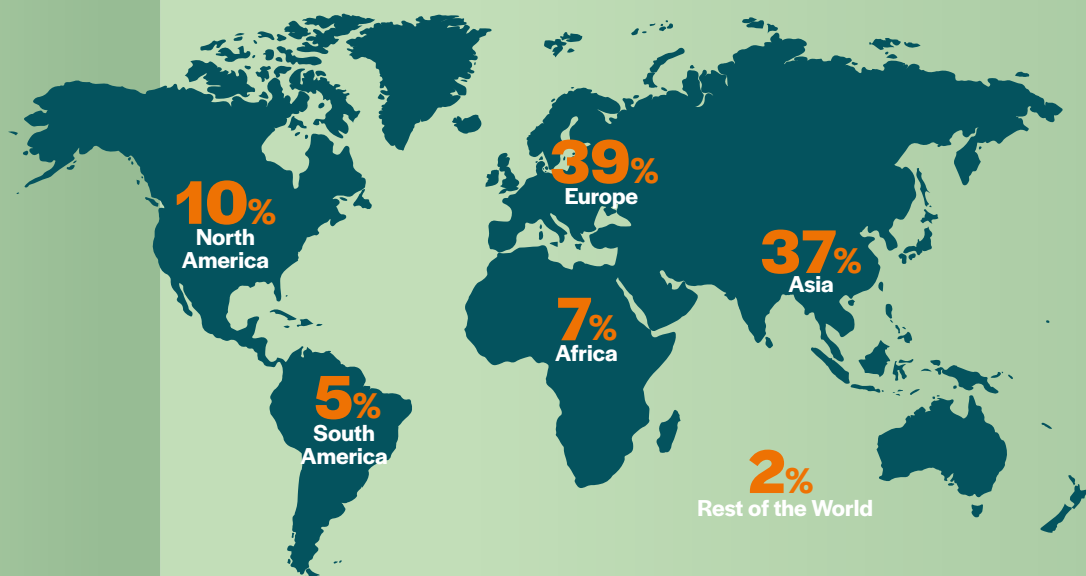 39%
Europe
10%
North
America
37%
Asia
7%
Africa
5%
South
America
2%
Rest of the World